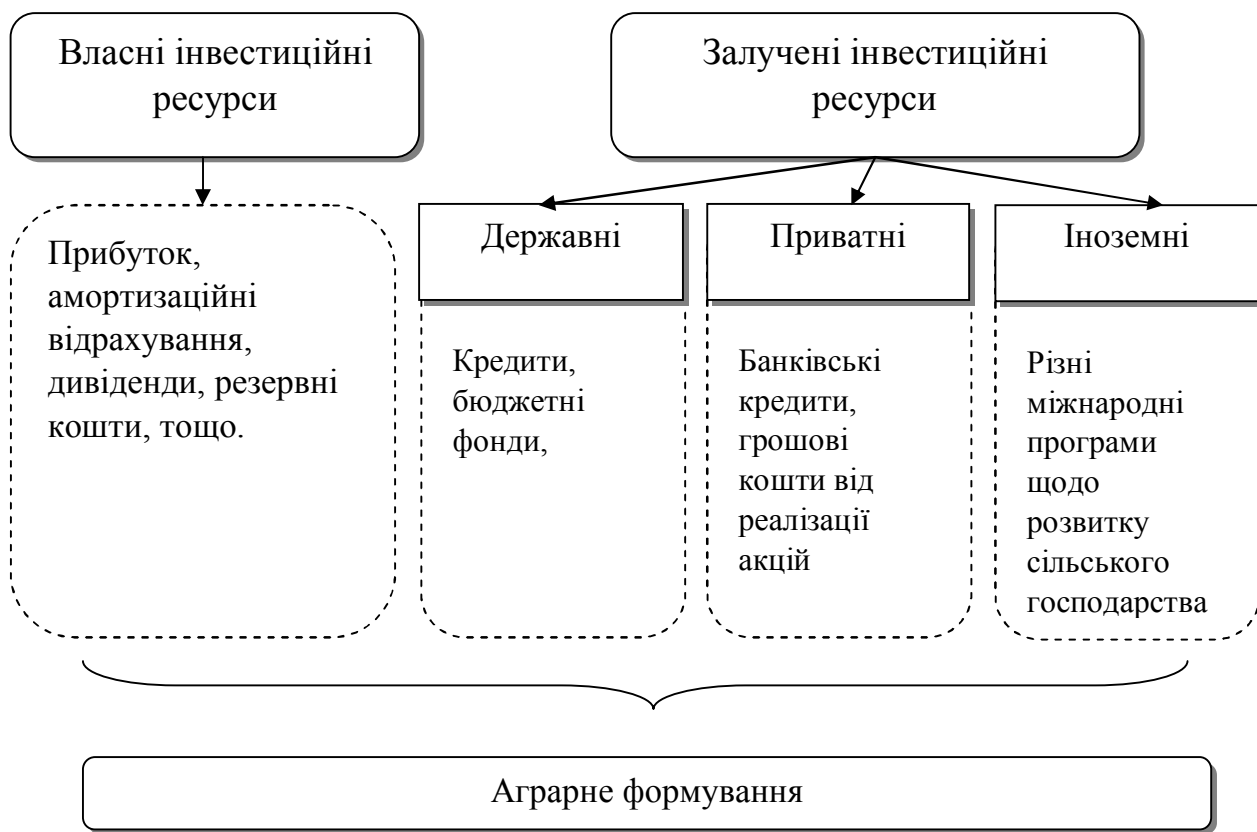 Власні інвестиційні
ресурси
Залучені інвестиційні
ресурси
Прибуток,
амортизаційні
відрахування,
дивіденди, резервні
кошти, тощо.
Державні
Кредити,
бюджетні
фонди,
Приватні
Банківські
кредити,
грошові
кошти від
реалізації
акцій
Іноземні
Різні
міжнародні
програми
щодо
розвитку
сільського
господарства
Аграрне формування